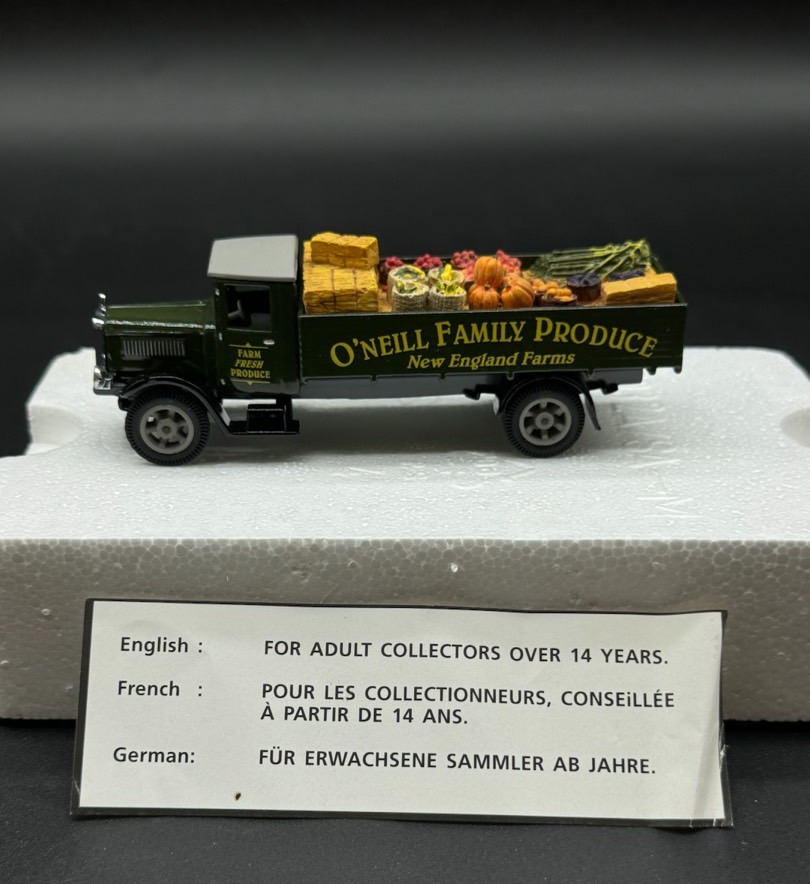 O'NEILL FAMILY PRODUCE
New England Farms
FARM
FRESH
PRODUCE
English : FOR ADULT COLLECTORS OVER 14 YEARS.
French : POUR LES COLLECTIONNEURS, CONSEiLLÉE
À PARTIR DE 14 ANS.
German: FÜR ERWACHSENE SAMMLER AB JAHRE.